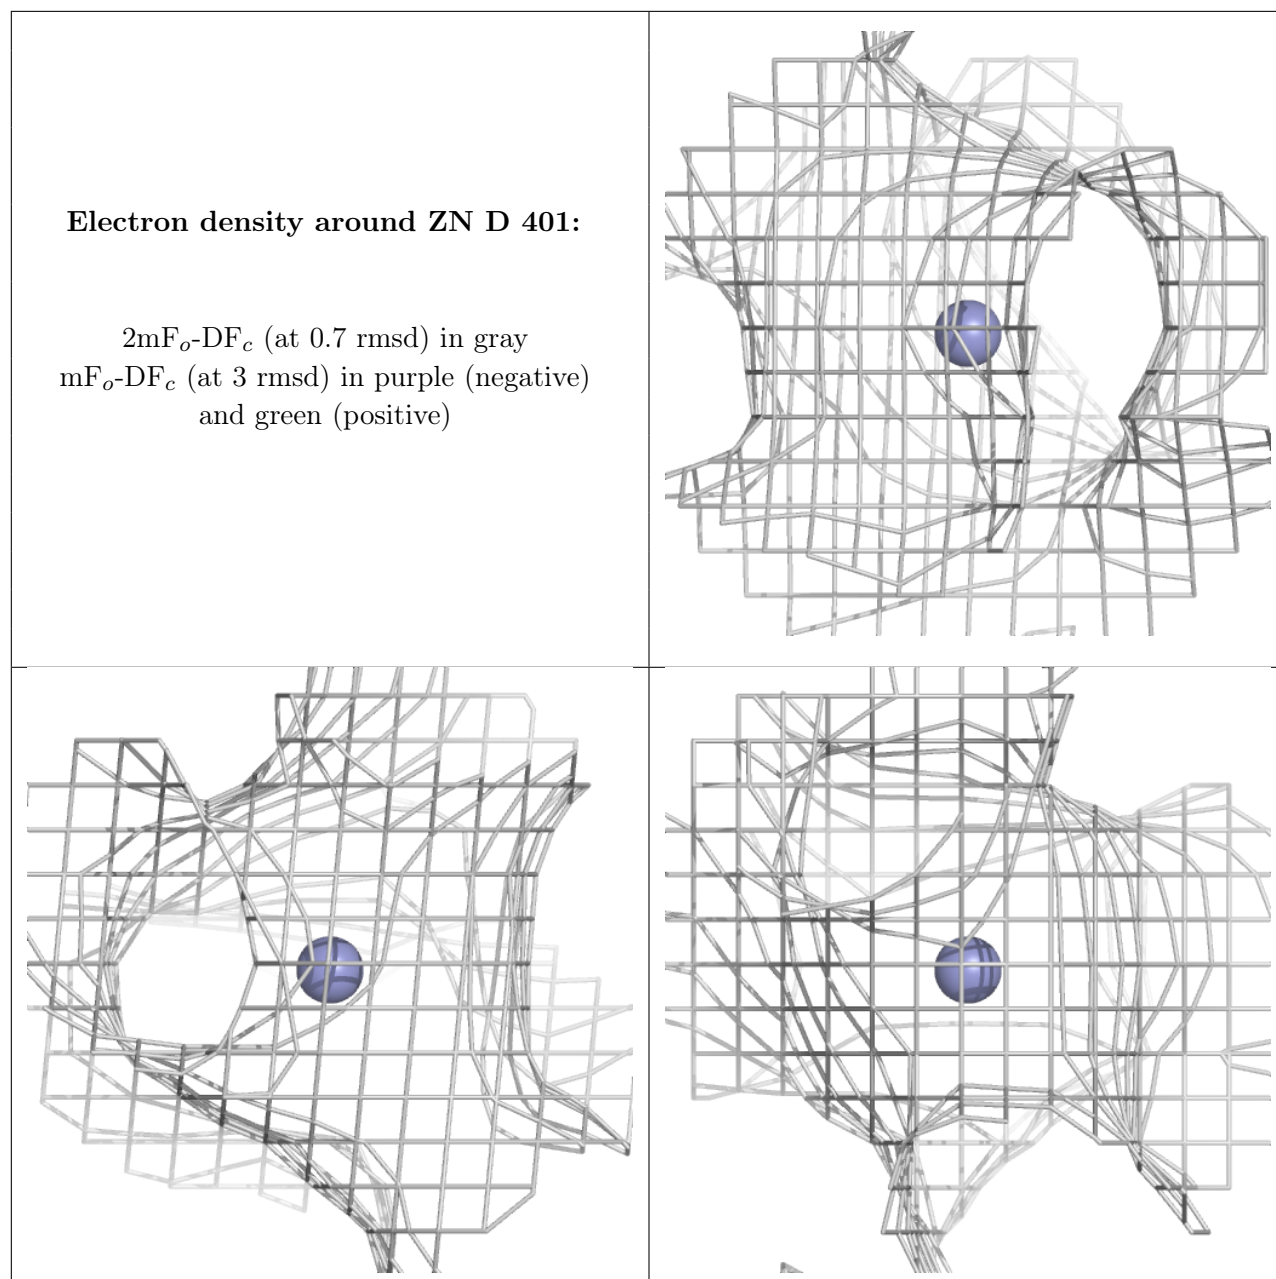 Electron density around ZN D 401:
2mFo-DFc (at 0.7 rmsd) in gray
mFo-DFc (at 3 rmsd) in purple (negative)
and green (positive)